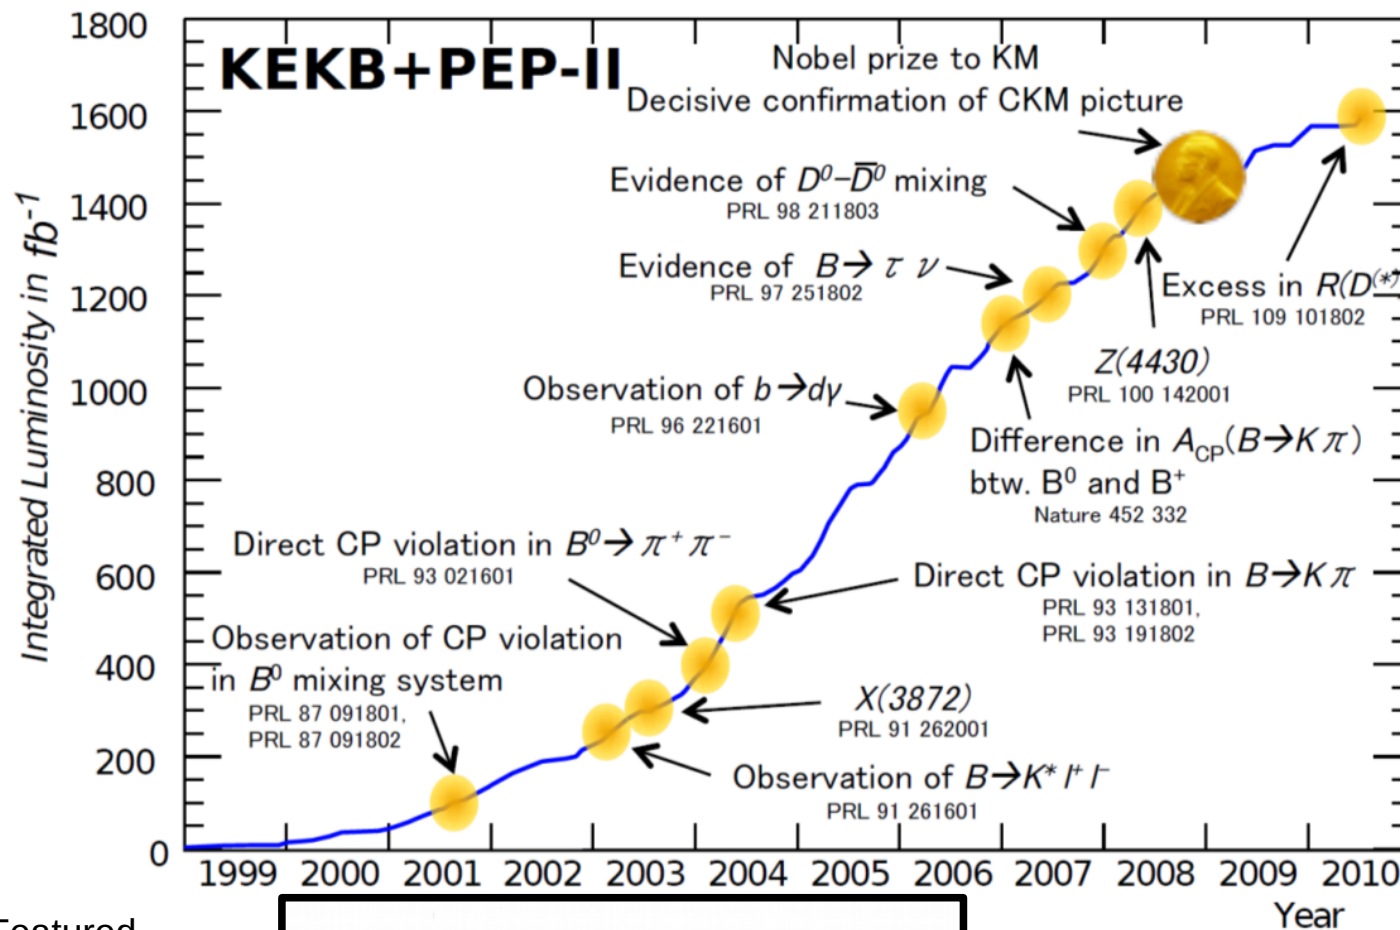 1800
1600
1400
1200
1000
800
600
400
200
0
Integrated Luminosity in fb⁻¹
KEKB+PEP-II
Nobel prize to KM
Decisive confirmation of CKM picture
Evidence of D⁰–D̅⁰ mixing
PRL 98 211803
Evidence of B→ τ ν
PRL 97 251802
Excess in R(D⁽*⁾
PRL 109 101802
Z(4430)
PRL 100 142001
Observation of b→dγ
PRL 96 221601
Difference in A_CP(B→Kπ)
btw. B⁰ and B⁺
Nature 452 332
Direct CP violation in B⁰→ π⁺ π⁻
PRL 93 021601
Direct CP violation in B→Kπ
PRL 93 131801,
PRL 93 191802
Observation of CP violation
in B⁰ mixing system
PRL 87 091801,
PRL 87 091802
X(3872)
PRL 91 262001
Observation of B→K* l⁺ l⁻
PRL 91 261601
1999 2000 2001 2002 2003 2004 2005 2006 2007 2008 2009 2010
Year
Featured